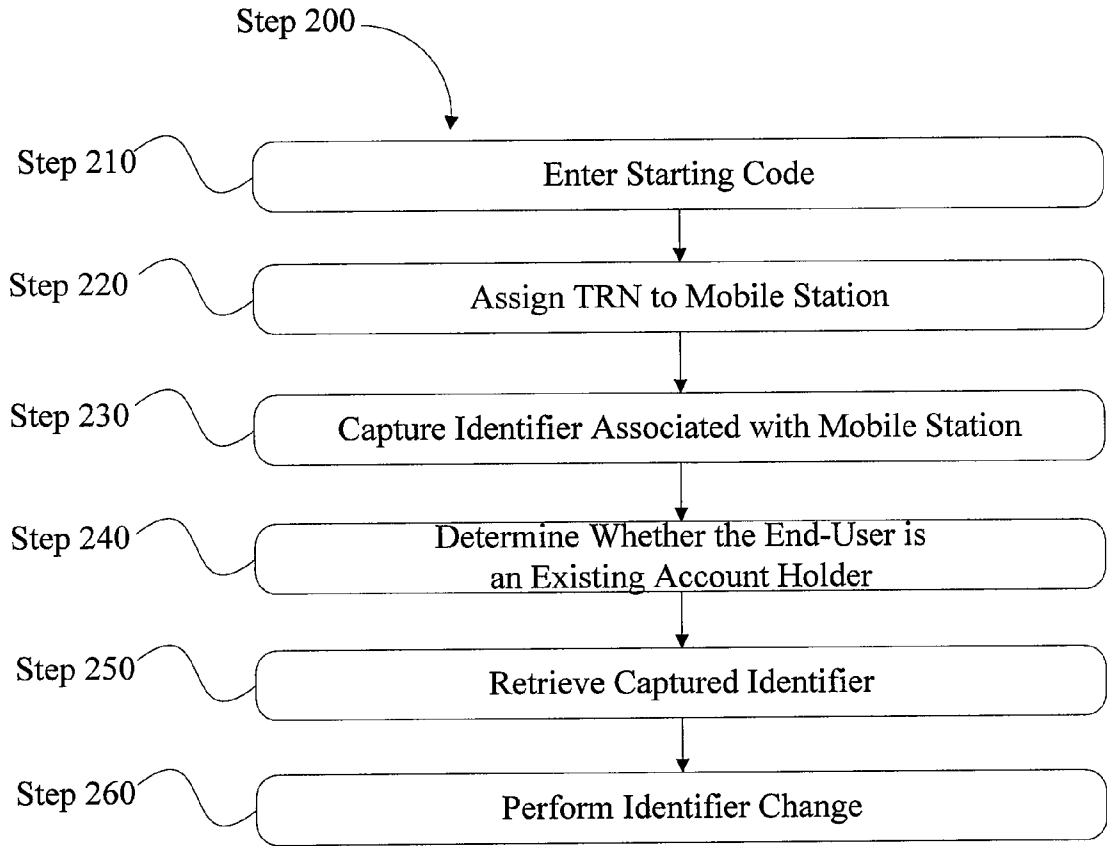 Step 200
Step 210
Enter Starting Code
Step 220
Assign TRN to Mobile Station
Step 230
Capture Identifier Associated with Mobile Station
Step 240
Determine Whether the End-User is
an Existing Account Holder
Step 250
Retrieve Captured Identifier
Step 260
Perform Identifier Change